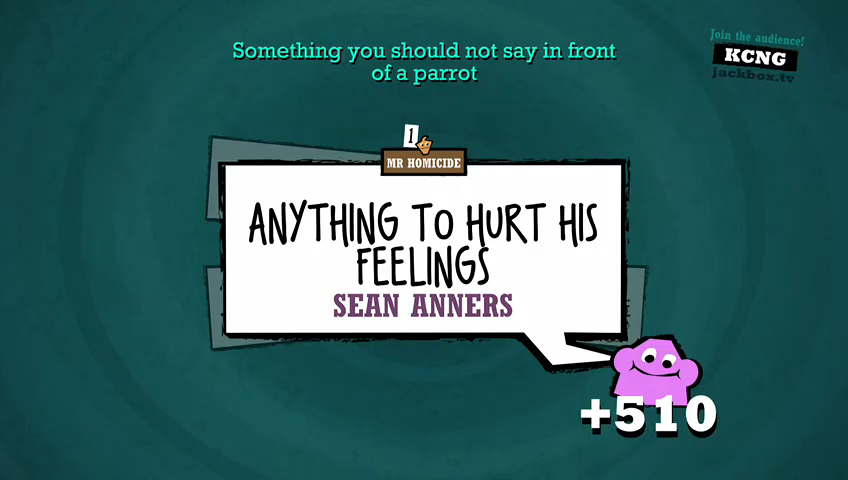 Join the audience!
KCNG
jackbox.tv
Something you should not say in front
of a parrot
1
MR HOMICIDE
ANYTHING TO HURT HIS
FEELINGS
SEAN ANNERS
+510